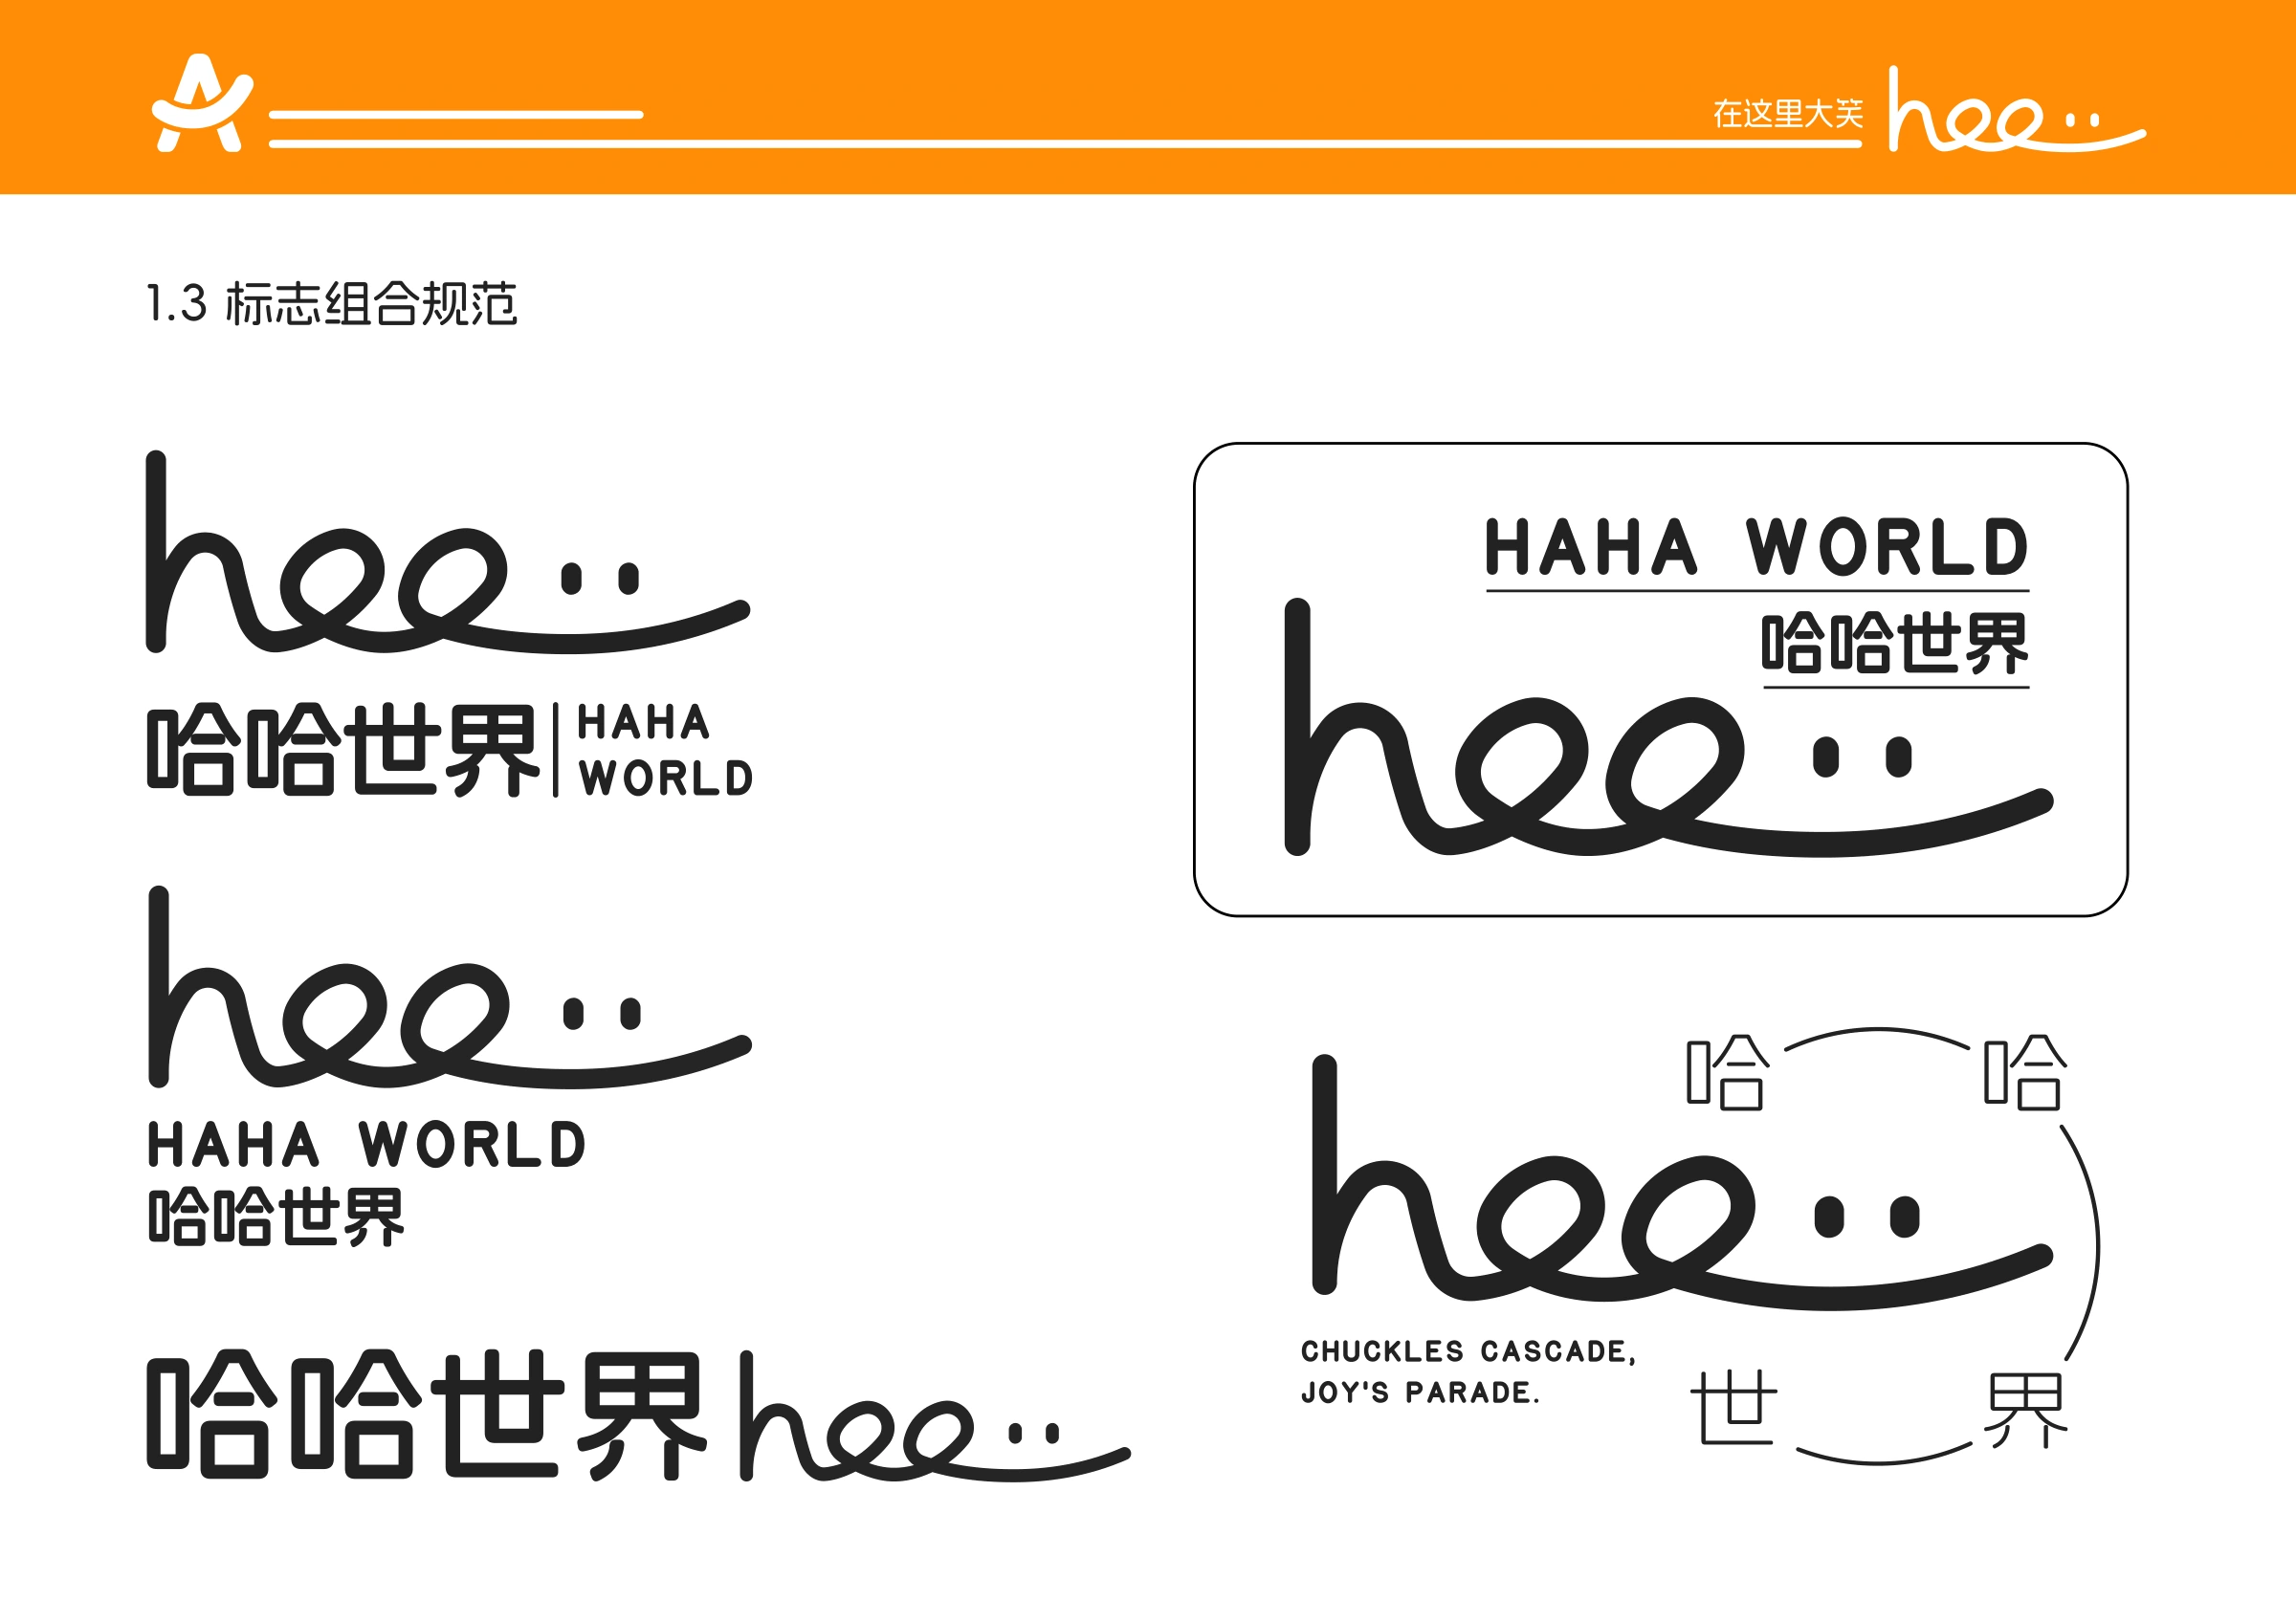 在这里大笑 hee
1.3 标志组合规范
hee
哈哈世界
HAHA
WORLD
hee
HAHA WORLD
哈哈世界
哈哈世界 hee
HAHA WORLD
哈哈世界
hee
哈 哈
hee
CHUCKLES CASCADE,
JOY'S PARADE.
世 界